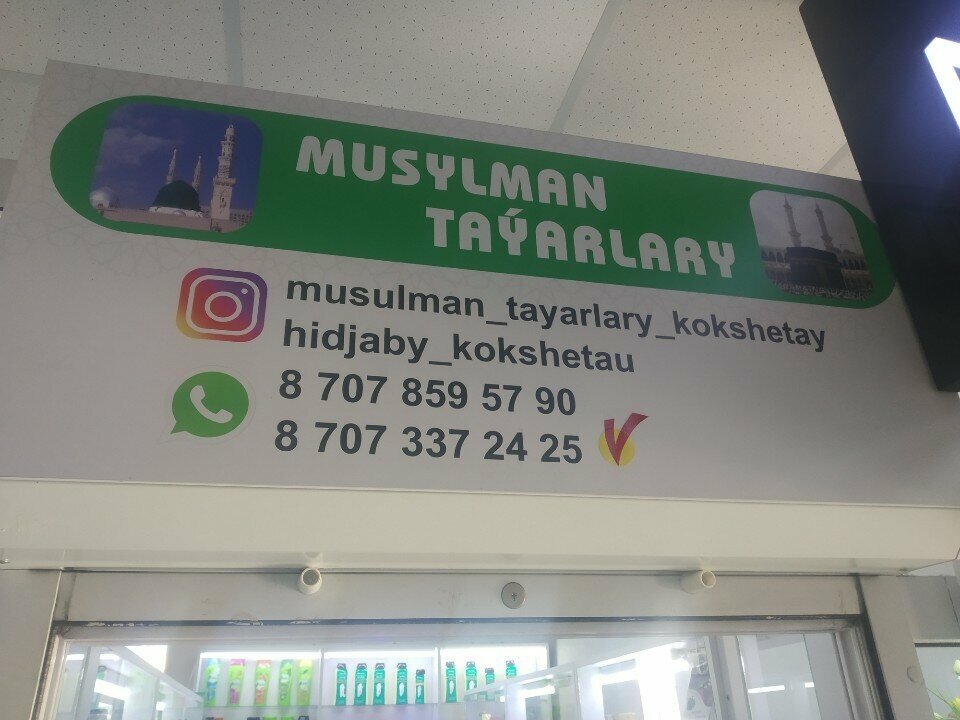 MUSYLMAN
TAÝARLARY
musulman_tayarlary_kokshetay
hidjaby_kokshetau
8 707 859 57 90
8 707 337 24 25